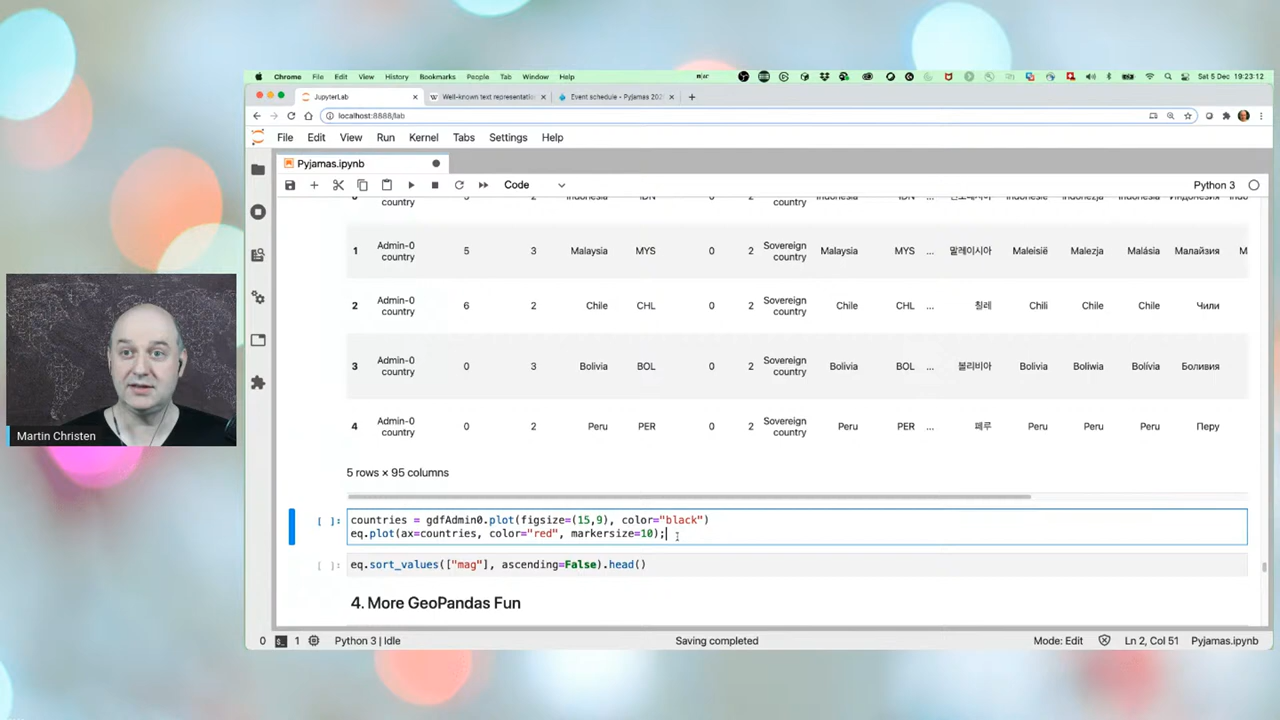 Chrome File Edit View History Bookmarks People Tab Window Help Sat 5 Dec 19:23:12
JupyterLab Well-known text representatio Event schedule - Pyjamas 202
localhost:8888/lab
File Edit View Run Kernel Tabs Settings Help
Pyjamas.ipynb
Code Python 3
country country
1 Admin-0 country 5 3 Malaysia MYS 0 2 Sovereign country Malaysia MYS ... 말레이시아 Maleisië Malezja Malásia Малайзия M
2 Admin-0 country 6 2 Chile CHL 0 2 Sovereign country Chile CHL ... 칠레 Chili Chile Chile Чили
3 Admin-0 country 0 3 Bolivia BOL 0 2 Sovereign country Bolivia BOL ... 볼리비아 Bolivia Boliwia Bolívia Боливия
4 Admin-0 country 0 2 Peru PER 0 2 Sovereign country Peru PER ... 페루 Peru Peru Peru Перу
5 rows × 95 columns
[ ]: countries = gdfAdmin0.plot(figsize=(15,9), color="black")
eq.plot(ax=countries, color="red", markersize=10);
[ ]: eq.sort_values(["mag"], ascending=False).head()
4. More GeoPandas Fun
0 1 Python 3 | Idle Saving completed Mode: Edit Ln 2, Col 51 Pyjamas.ipynb
Martin Christen